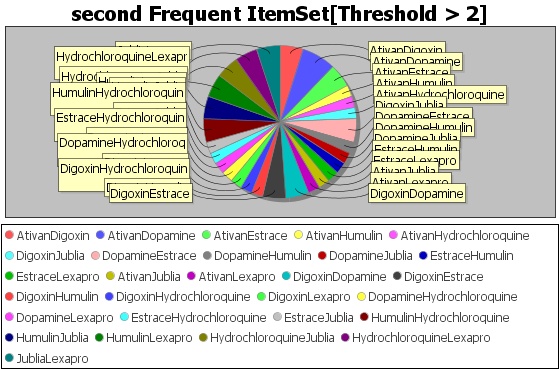 second Frequent ItemSet[Threshold > 2]
HydrochloroquineLexapr
HumulinHydrochloroquin
EstraceHydroquin
DopamineHydrochloroq
DigoxinHydrochloroquin
DigoxinEstrace
AtivanDigoxin
AtivanDopamine
AtivanEstrace
AtivanHumulin
AtivanHydrochloroquine
DigoxinJublia
DopamineEstrace
DopamineHumulin
DopamineJublia
EstraceHumulin
EstraceLexapro
AtivanJublia
AtivanLexapro
DigoxinDopamine
AtivanDigoxin AtivanDopamine AtivanEstrace AtivanHumulin AtivanHydrochloroquine
DigoxinJublia DopamineEstrace DopamineHumulin DopamineJublia EstraceHumulin
EstraceLexapro AtivanJublia AtivanLexapro DigoxinDopamine DigoxinEstrace
DigoxinHumulin DigoxinHydrochloroquine DigoxinLexapro DopamineHydrochloroquine
DopamineLexapro EstraceHydrochloroquine EstraceJublia HumulinHydrochloroquine
HumulinJublia HumulinLexapro HydrochloroquineJublia HydrochloroquineLexapro
JubliaLexapro